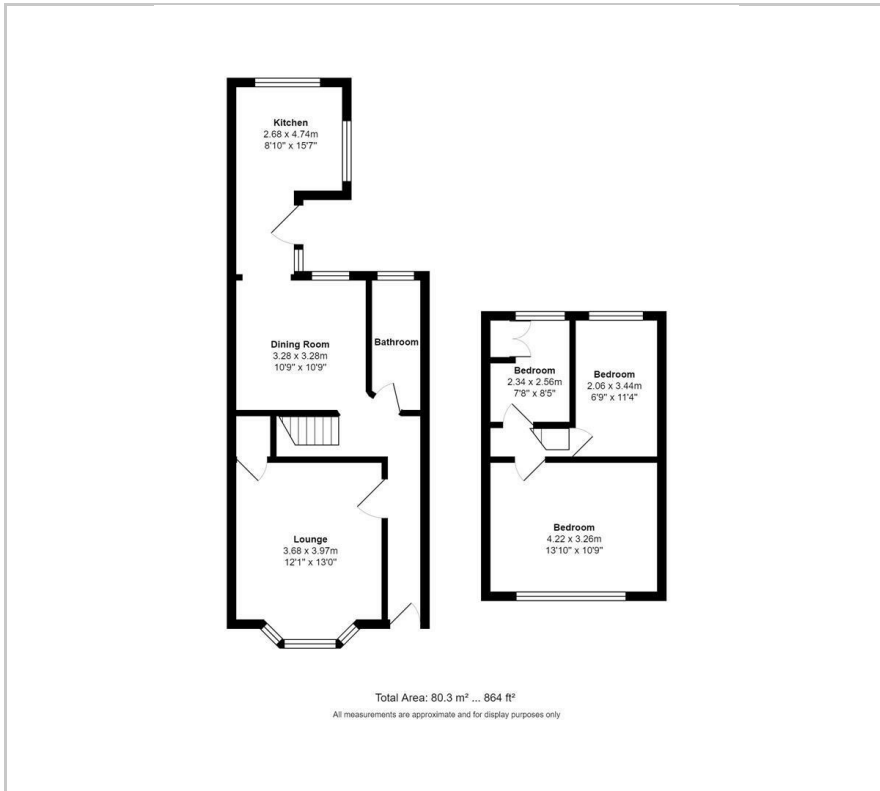 Kitchen
2.68 x 4.74m
8'10" x 15'7"
Dining Room
3.28 x 3.28m
10'9" x 10'9"
Bathroom
Lounge
3.68 x 3.97m
12'1" x 13'0"
Bedroom
2.34 x 2.56m
7'8" x 8'5"
Bedroom
2.06 x 3.44m
6'9" x 11'4"
Bedroom
4.22 x 3.26m
13'10" x 10'9"
Total Area: 80.3 m² ... 864 ft²
All measurements are approximate and for display purposes only